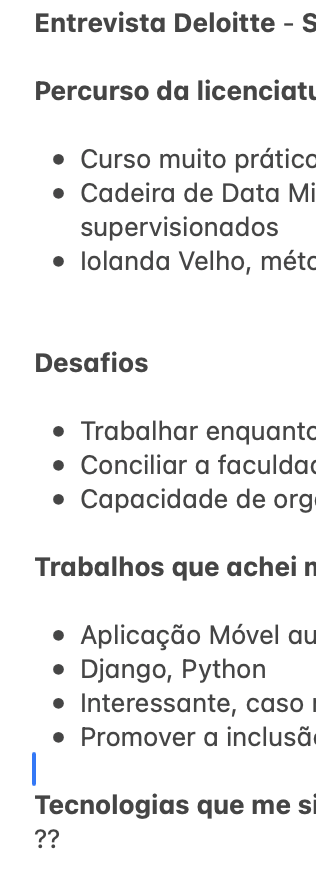 Entrevista Deloitte - S
Percurso da licenciatu
Curso muito prático
Cadeira de Data Mi
supervisionados
Iolanda Velho, méto
Desafios
Trabalhar enquanto
Conciliar a faculdad
Capacidade de orga
Trabalhos que achei m
Aplicação Móvel au
Django, Python
Interessante, caso r
Promover a inclusão
Tecnologias que me si
??